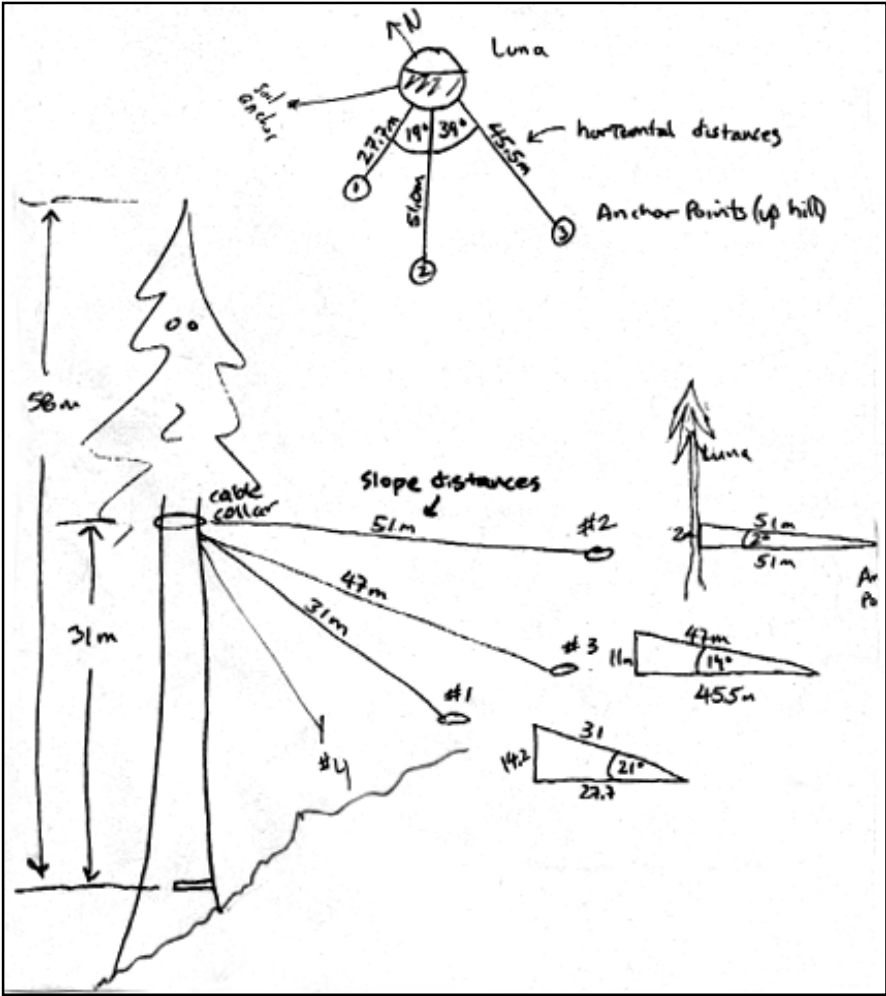 N
Luna
soil
anchor
27.7m
19°
39°
45.5m
horizontal distances
51.0m
1
2
3
Anchor Points (up hill)
58m
Luna
cable
collar
Slope distances
51m
#2
2m
51m
2°
51m
47m
31m
31m
#3
47m
11m
14°
45.5m
#1
#4
31
14.2
21°
27.7